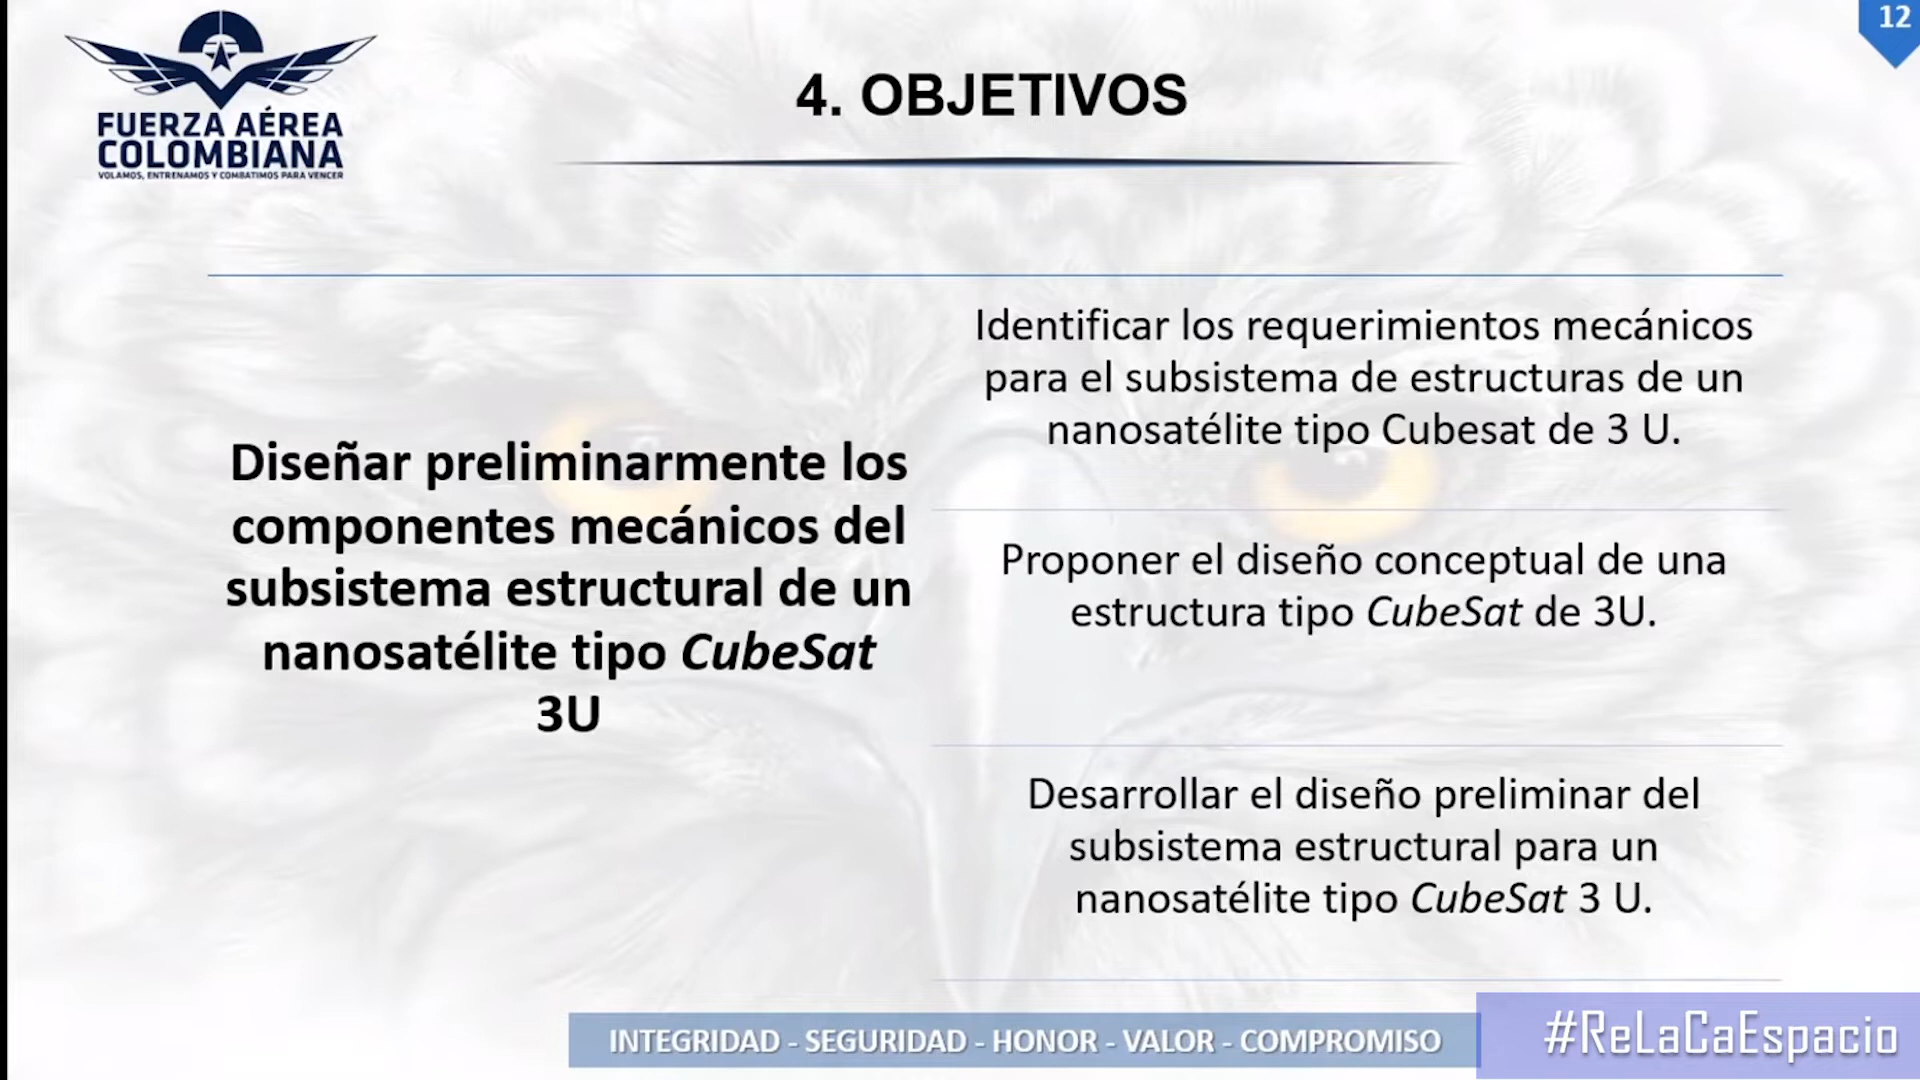 12
FUERZA AÉREA
COLOMBIANA
VOLAMOS, ENTRENAMOS Y COMBATIMOS PARA VENCER
4. OBJETIVOS
Diseñar preliminarmente los
componentes mecánicos del
subsistema estructural de un
nanosatélite tipo CubeSat
3U
Identificar los requerimientos mecánicos
para el subsistema de estructuras de un
nanosatélite tipo Cubesat de 3 U.
Proponer el diseño conceptual de una
estructura tipo CubeSat de 3U.
Desarrollar el diseño preliminar del
subsistema estructural para un
nanosatélite tipo CubeSat 3 U.
INTEGRIDAD - SEGURIDAD - HONOR - VALOR - COMPROMISO
#ReLaCaEspacio